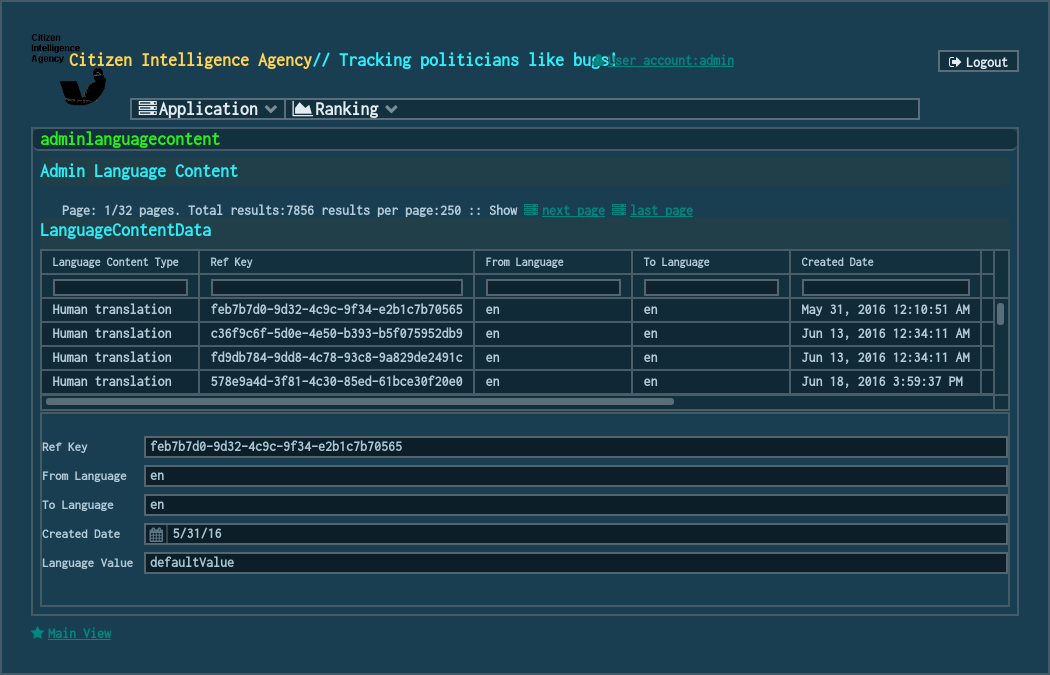 Citizen
Intelligence
Agency
Citizen Intelligence Agency// Tracking politicians like bugs!
User account:admin
Logout
Application
Ranking
adminlanguagecontent
Admin Language Content
Page: 1/32 pages. Total results:7856 results per page:250 :: Show next page last page
LanguageContentData
Language Content Type Ref Key From Language To Language Created Date
Human translation feb7b7d0-9d32-4c9c-9f34-e2b1c7b70565 en en May 31, 2016 12:10:51 AM
Human translation c36f9c6f-5d0e-4e50-b393-b5f075952db9 en en Jun 13, 2016 12:34:11 AM
Human translation fd9db784-9dd8-4c78-93c8-9a829de2491c en en Jun 13, 2016 12:34:11 AM
Human translation 578e9a4d-3f81-4c30-85ed-61bce30f20e0 en en Jun 18, 2016 3:59:37 PM
Ref Key feb7b7d0-9d32-4c9c-9f34-e2b1c7b70565
From Language en
To Language en
Created Date 5/31/16
Language Value defaultValue
Main View